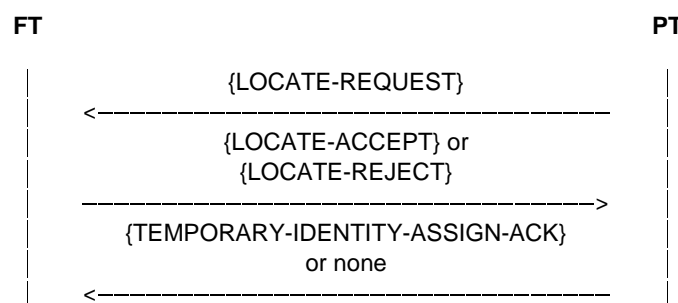 FT PT
{LOCATE-REQUEST}
{LOCATE-ACCEPT} or
{LOCATE-REJECT}
{TEMPORARY-IDENTITY-ASSIGN-ACK}
or none